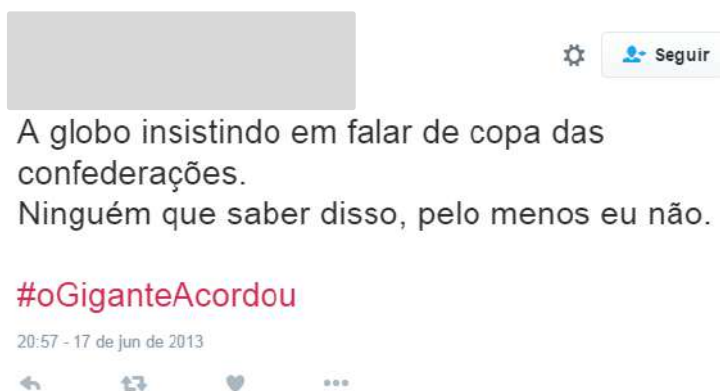 Seguir
A globo insistindo em falar de copa das
confederações.
Ninguém que saber disso, pelo menos eu não.
#oGiganteAcordou
20:57 - 17 de jun de 2013